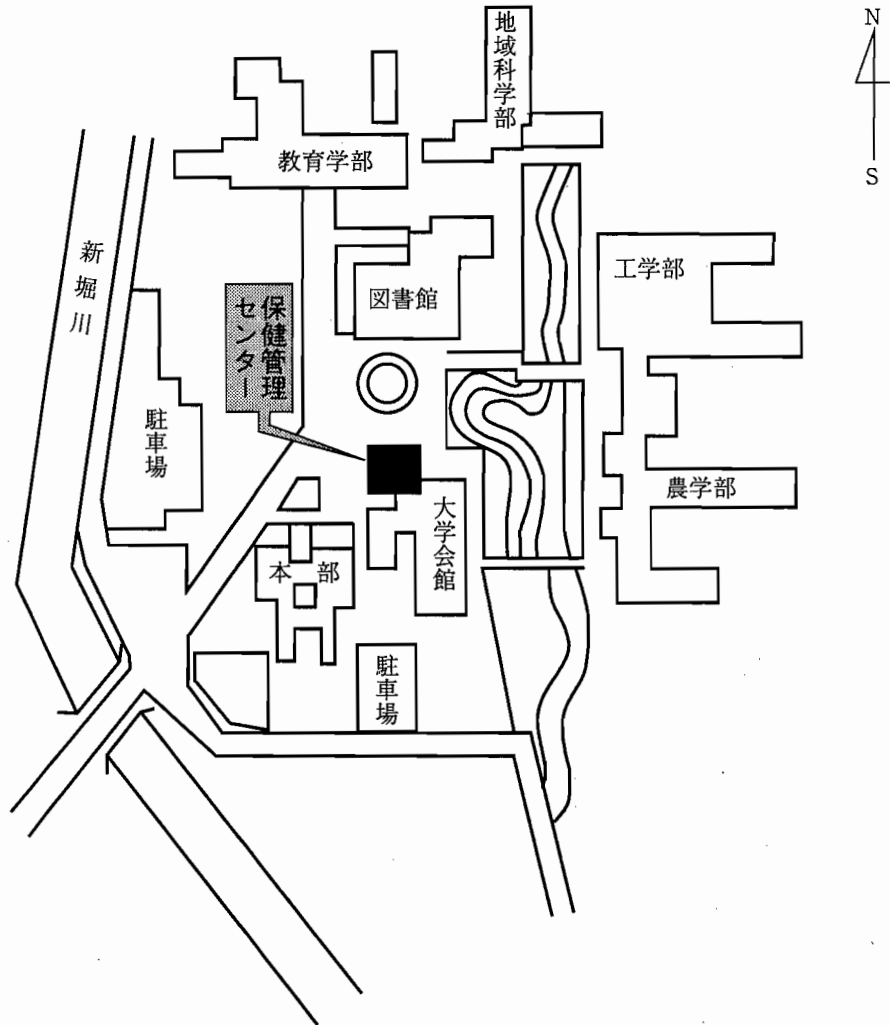 N
S
地域科学部
教育学部
新堀川
工学部
図書館
保健管理
センター
駐車場
農学部
大学会館
本部
駐車場